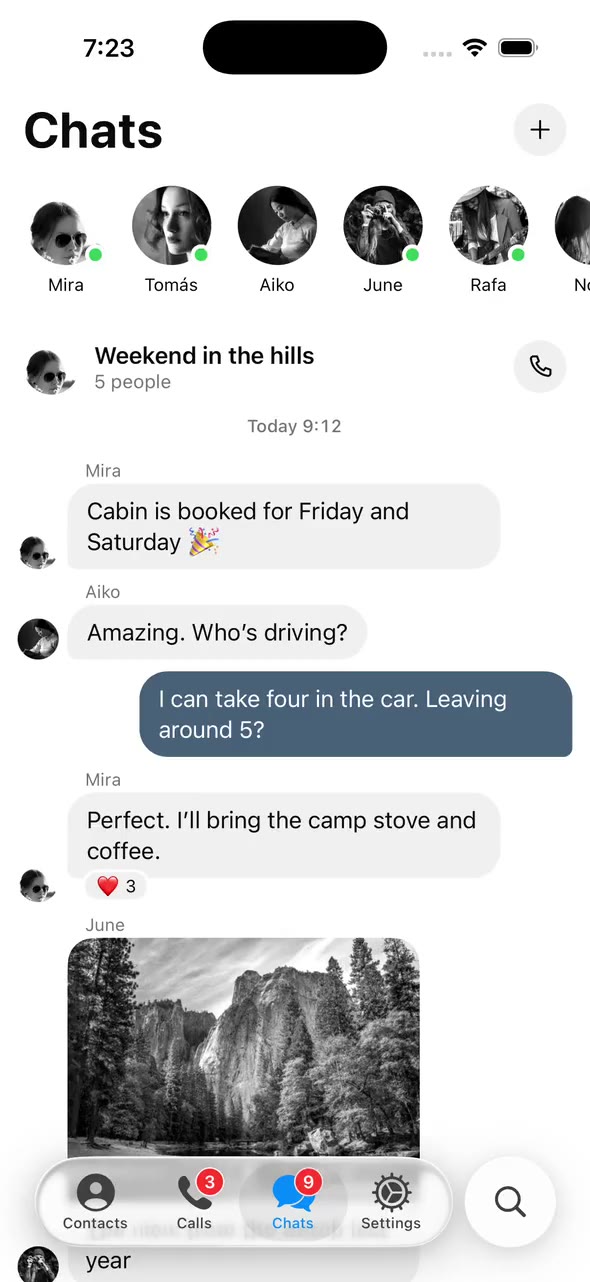 7:23
Chats
Mira
Tomás
Aiko
June
Rafa
Weekend in the hills
5 people
Today 9:12
Mira
Cabin is booked for Friday and
Saturday 🎉
Aiko
Amazing. Who’s driving?
I can take four in the car. Leaving
around 5?
Mira
Perfect. I’ll bring the camp stove and
coffee.
❤️ 3
June
year
3
9
Contacts
Calls
Chats
Settings